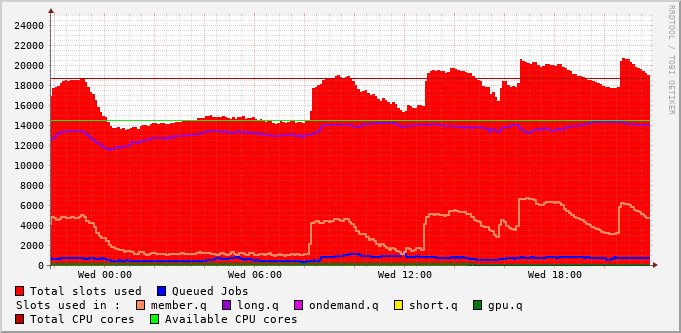 24000
22000
20000
18000
16000
14000
12000
10000
8000
6000
4000
2000
0
Wed 00:00 Wed 06:00 Wed 12:00 Wed 18:00
RRDTOOL / TOBI OETIKER
Total slots used Queued Jobs
Slots used in : member.q long.q ondemand.q short.q gpu.q
Total CPU cores Available CPU cores